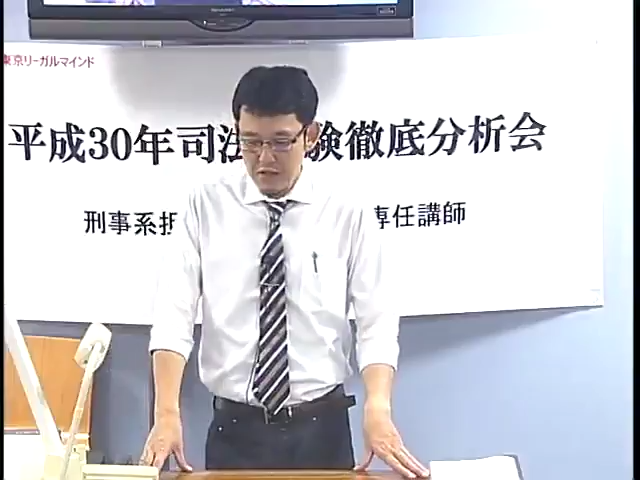 東京リーガルマインド
平成30年司法 験徹底分析会
刑事系担 専任講師